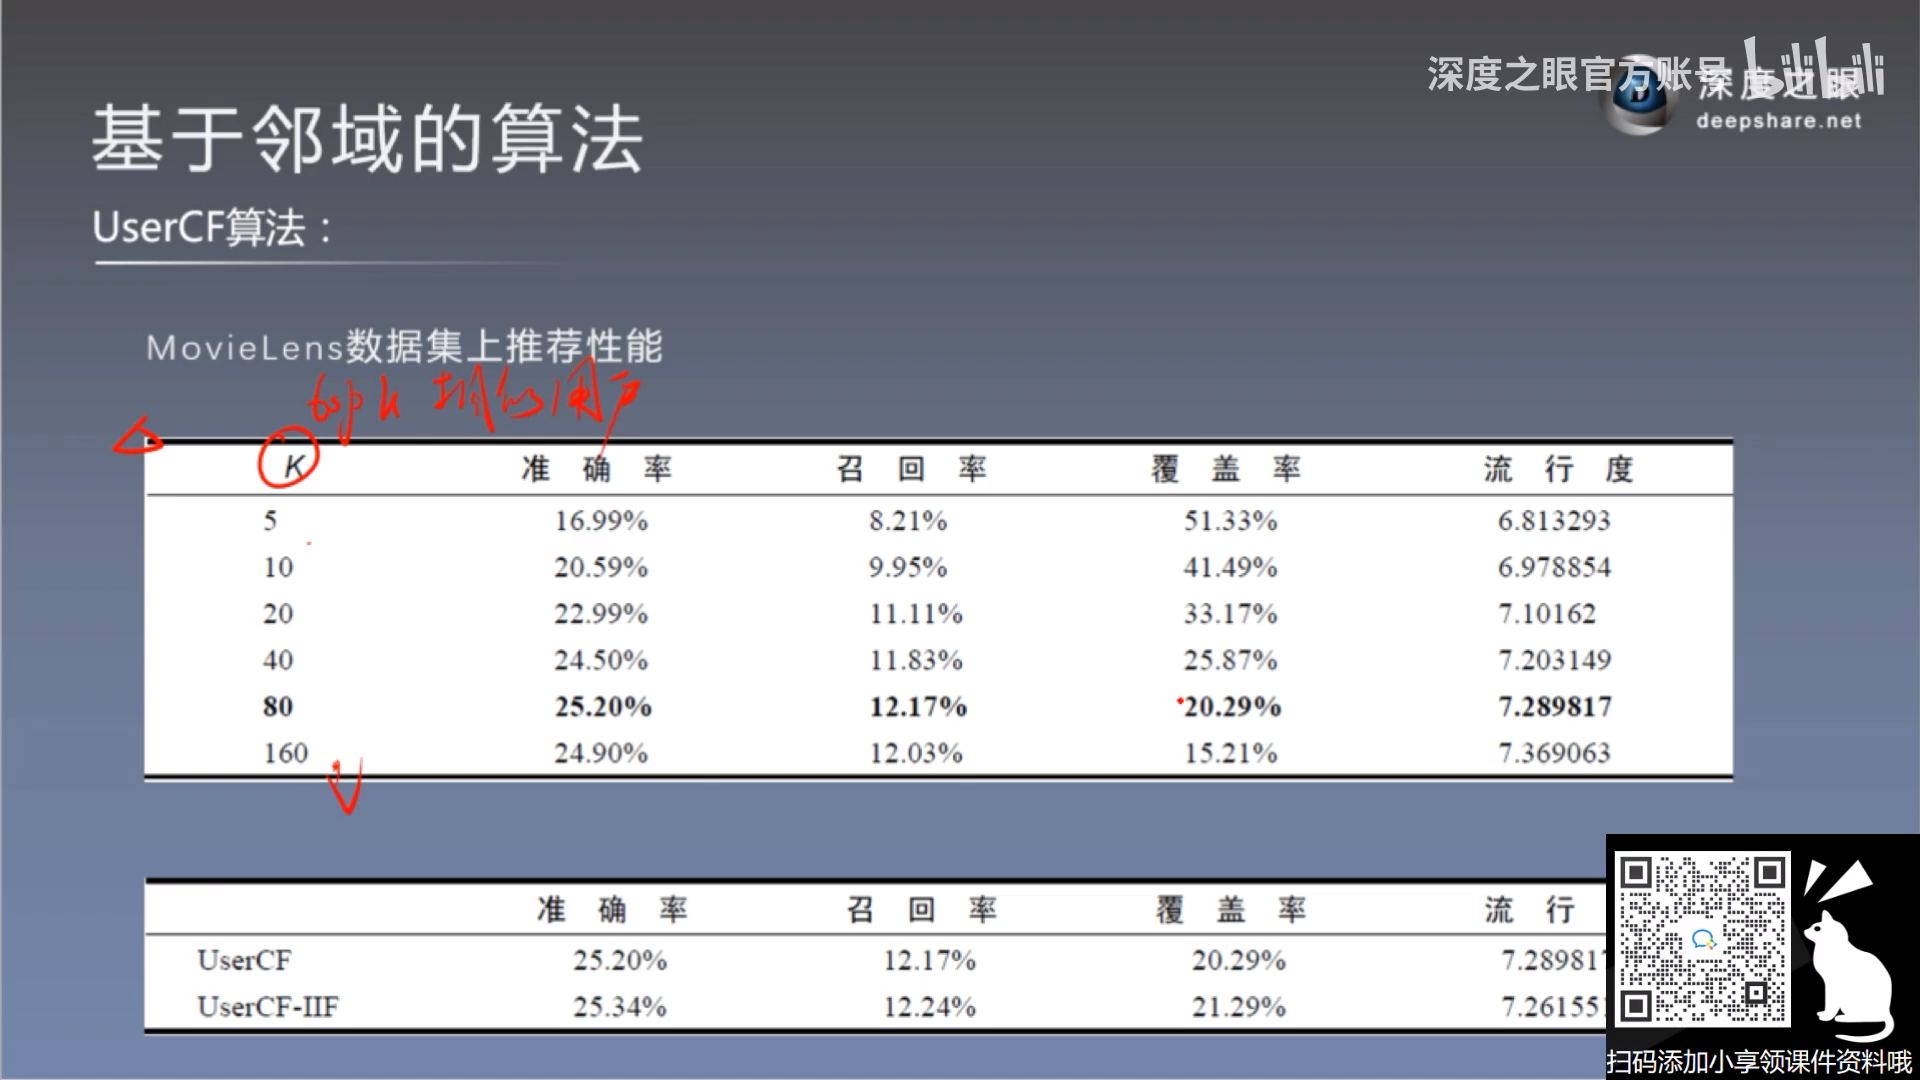 深度之眼官方账号 bilibili
深度之眼
deepshare.net
基于邻域的算法
UserCF算法：
MovieLens数据集上推荐性能
top k 相似用户
K 准确率 召回率 覆盖率 流行度
5 16.99% 8.21% 51.33% 6.813293
10 20.59% 9.95% 41.49% 6.978854
20 22.99% 11.11% 33.17% 7.10162
40 24.50% 11.83% 25.87% 7.203149
80 25.20% 12.17% 20.29% 7.289817
160 24.90% 12.03% 15.21% 7.369063
准确率 召回率 覆盖率 流行
UserCF 25.20% 12.17% 20.29% 7.289817
UserCF-IIF 25.34% 12.24% 21.29% 7.261551
扫码添加小享领课件资料哦